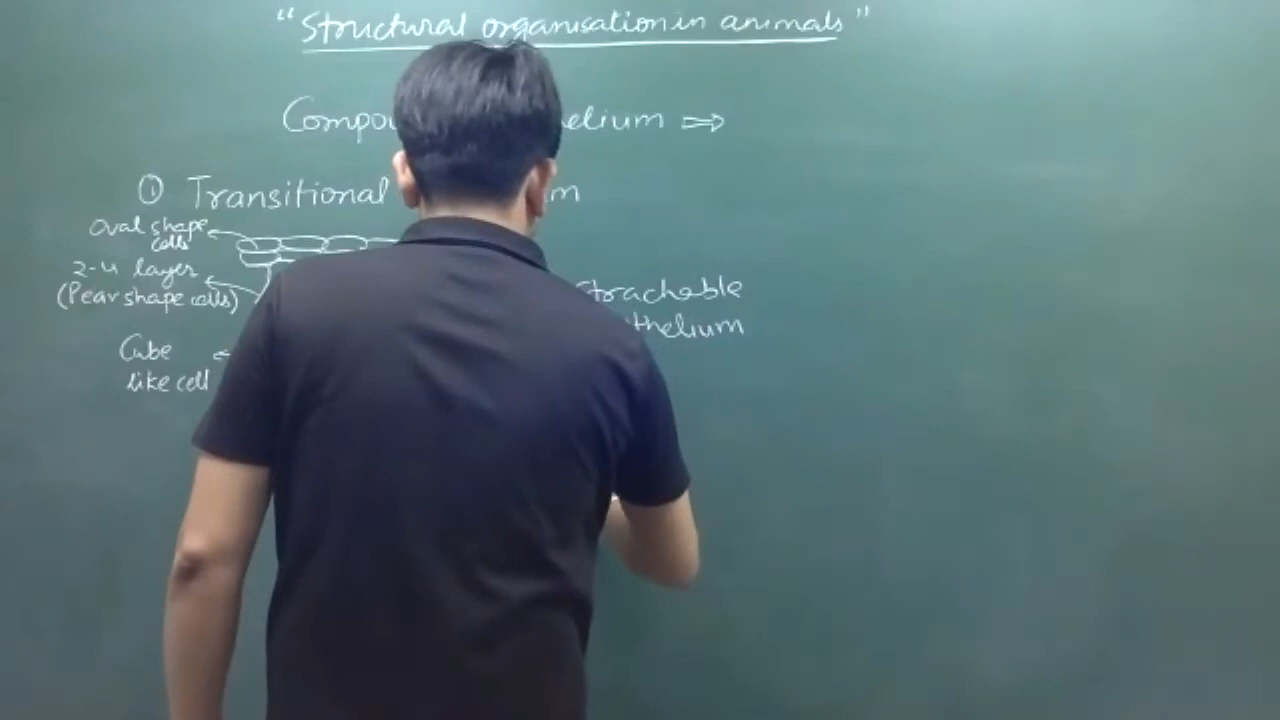 "Structural organisation in animals"
Compo elium ⇒
① Transitional m
Oval shape
cells
2-4 layer
(Pear shape cells)
Strachable
thelium
Cube
like cell